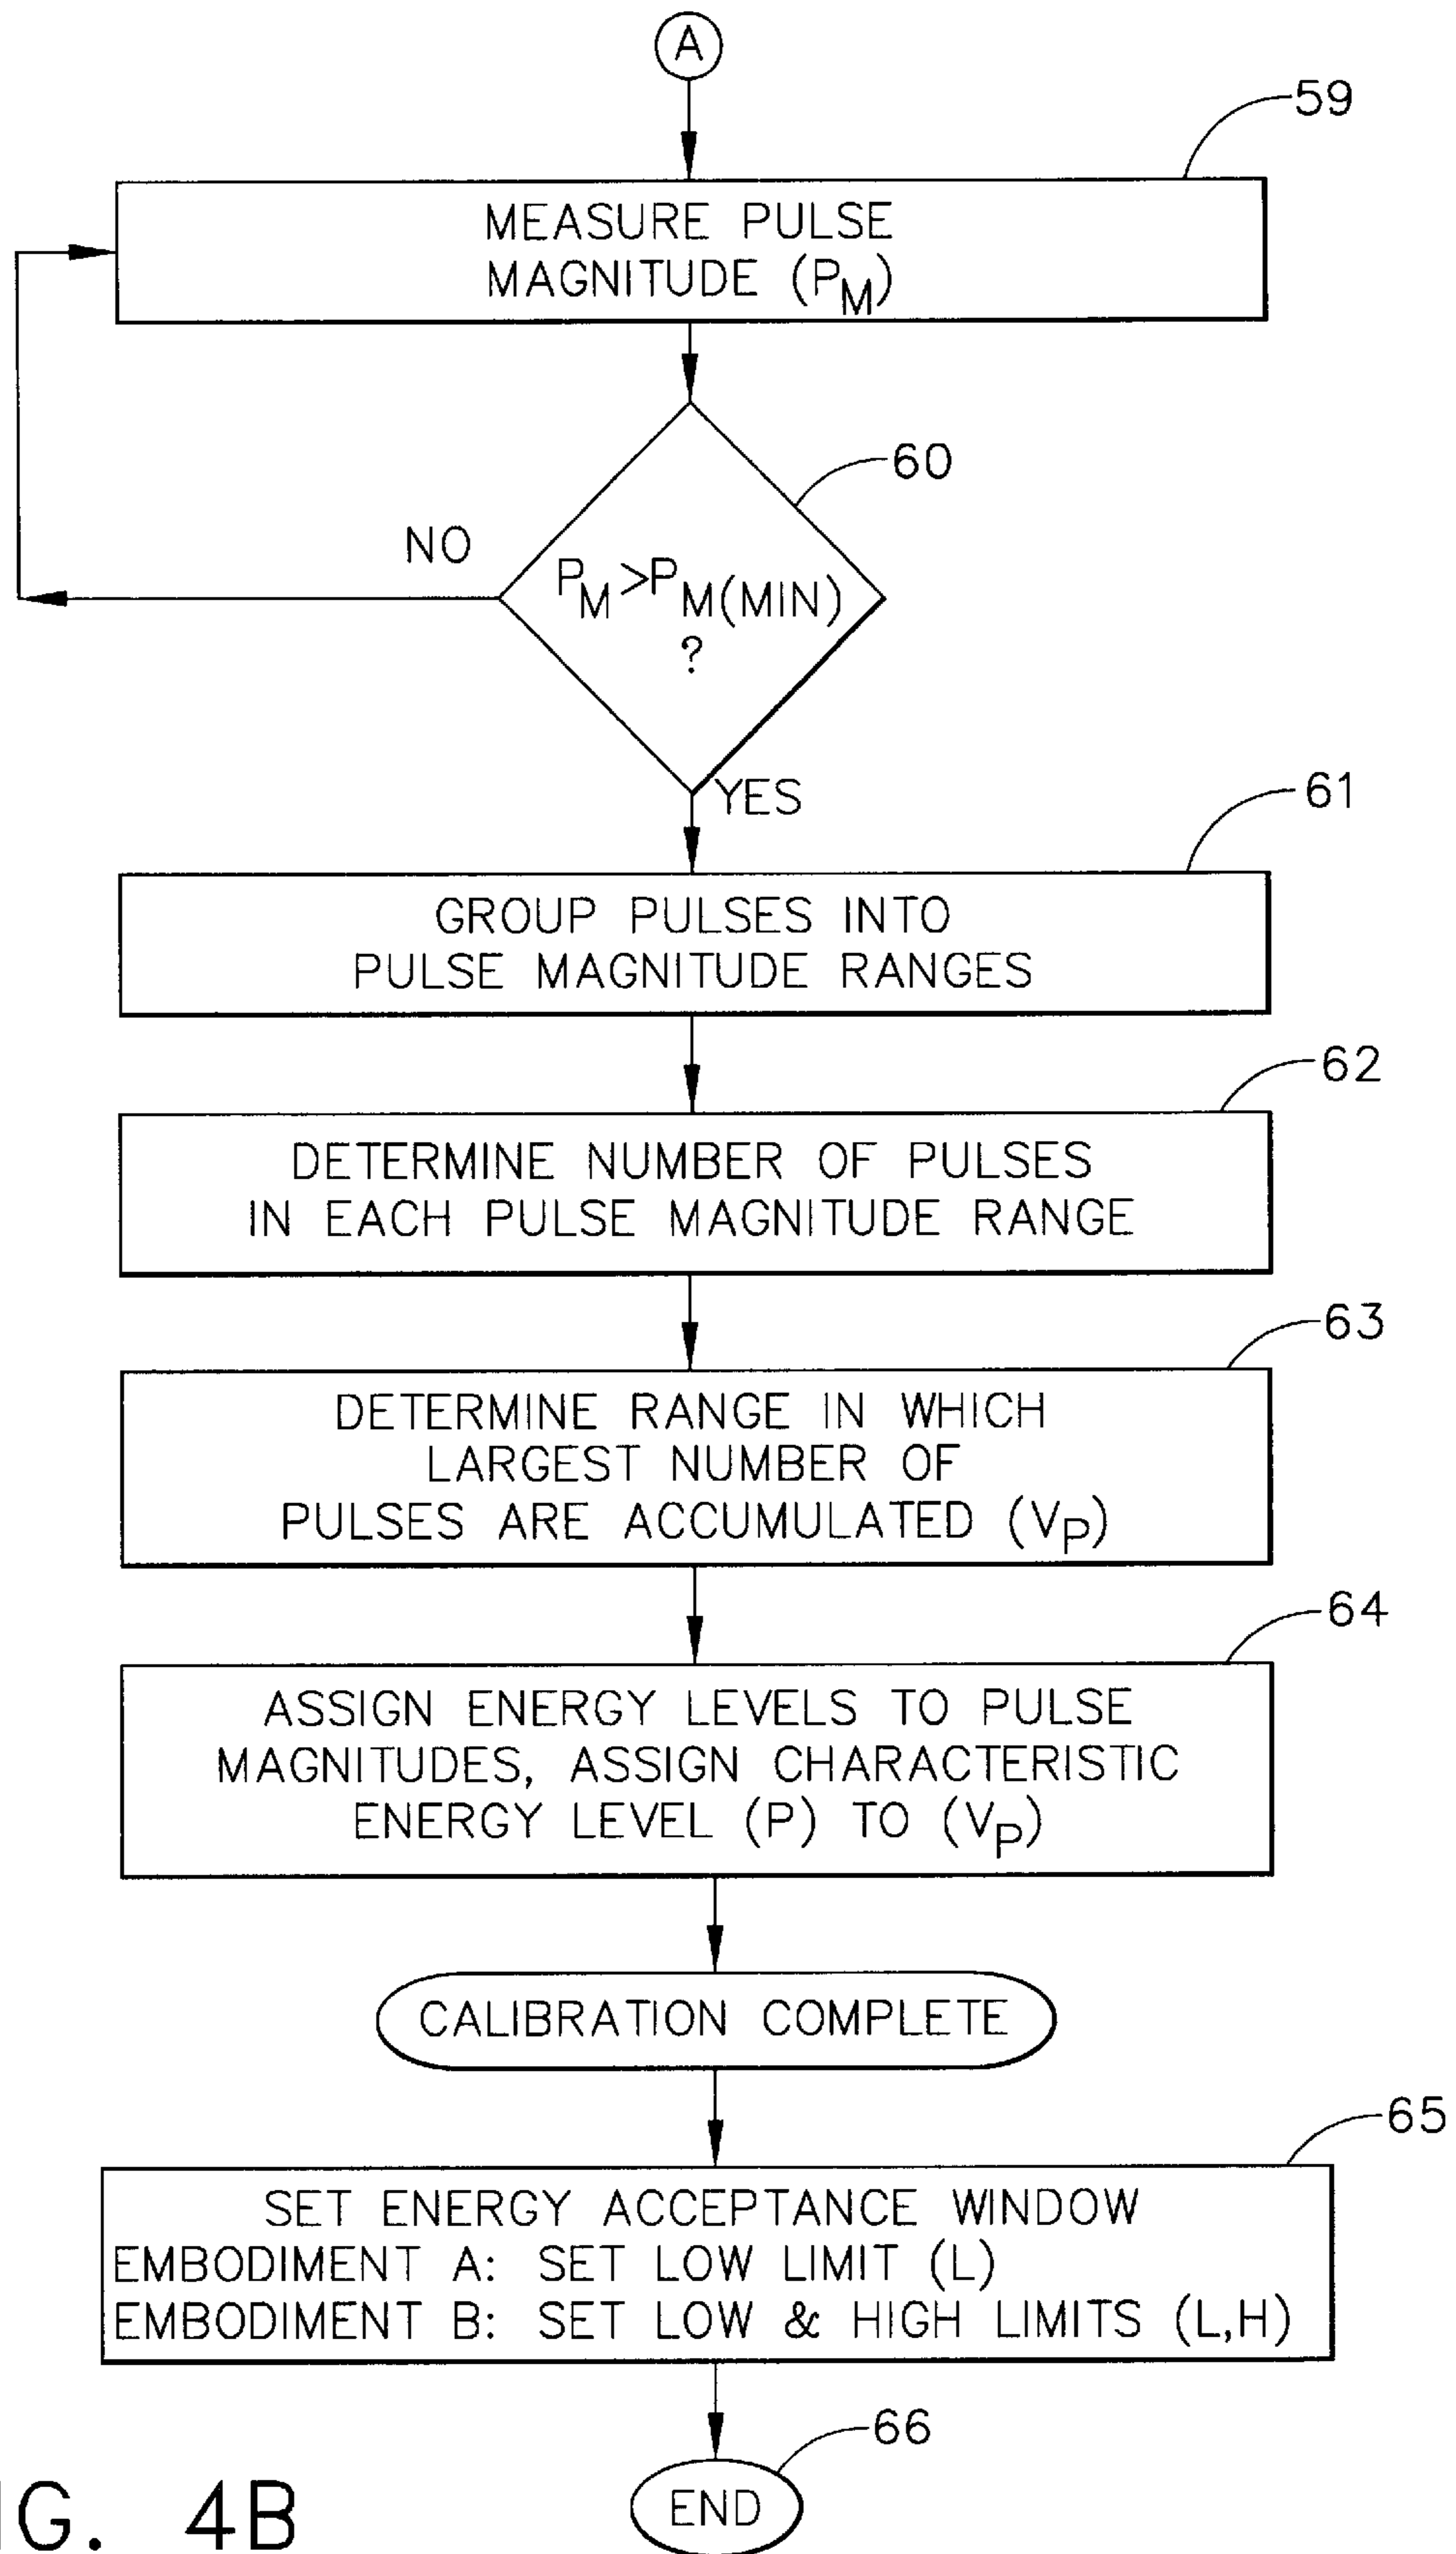 A
59
MEASURE PULSE
MAGNITUDE (PM)
60
NO
PM>PM(MIN)
?
YES
61
GROUP PULSES INTO
PULSE MAGNITUDE RANGES
62
DETERMINE NUMBER OF PULSES
IN EACH PULSE MAGNITUDE RANGE
63
DETERMINE RANGE IN WHICH
LARGEST NUMBER OF
PULSES ARE ACCUMULATED (VP)
64
ASSIGN ENERGY LEVELS TO PULSE
MAGNITUDES, ASSIGN CHARACTERISTIC
ENERGY LEVEL (P) TO (VP)
CALIBRATION COMPLETE
65
SET ENERGY ACCEPTANCE WINDOW
EMBODIMENT A: SET LOW LIMIT (L)
EMBODIMENT B: SET LOW & HIGH LIMITS (L,H)
66
END
G. 4B